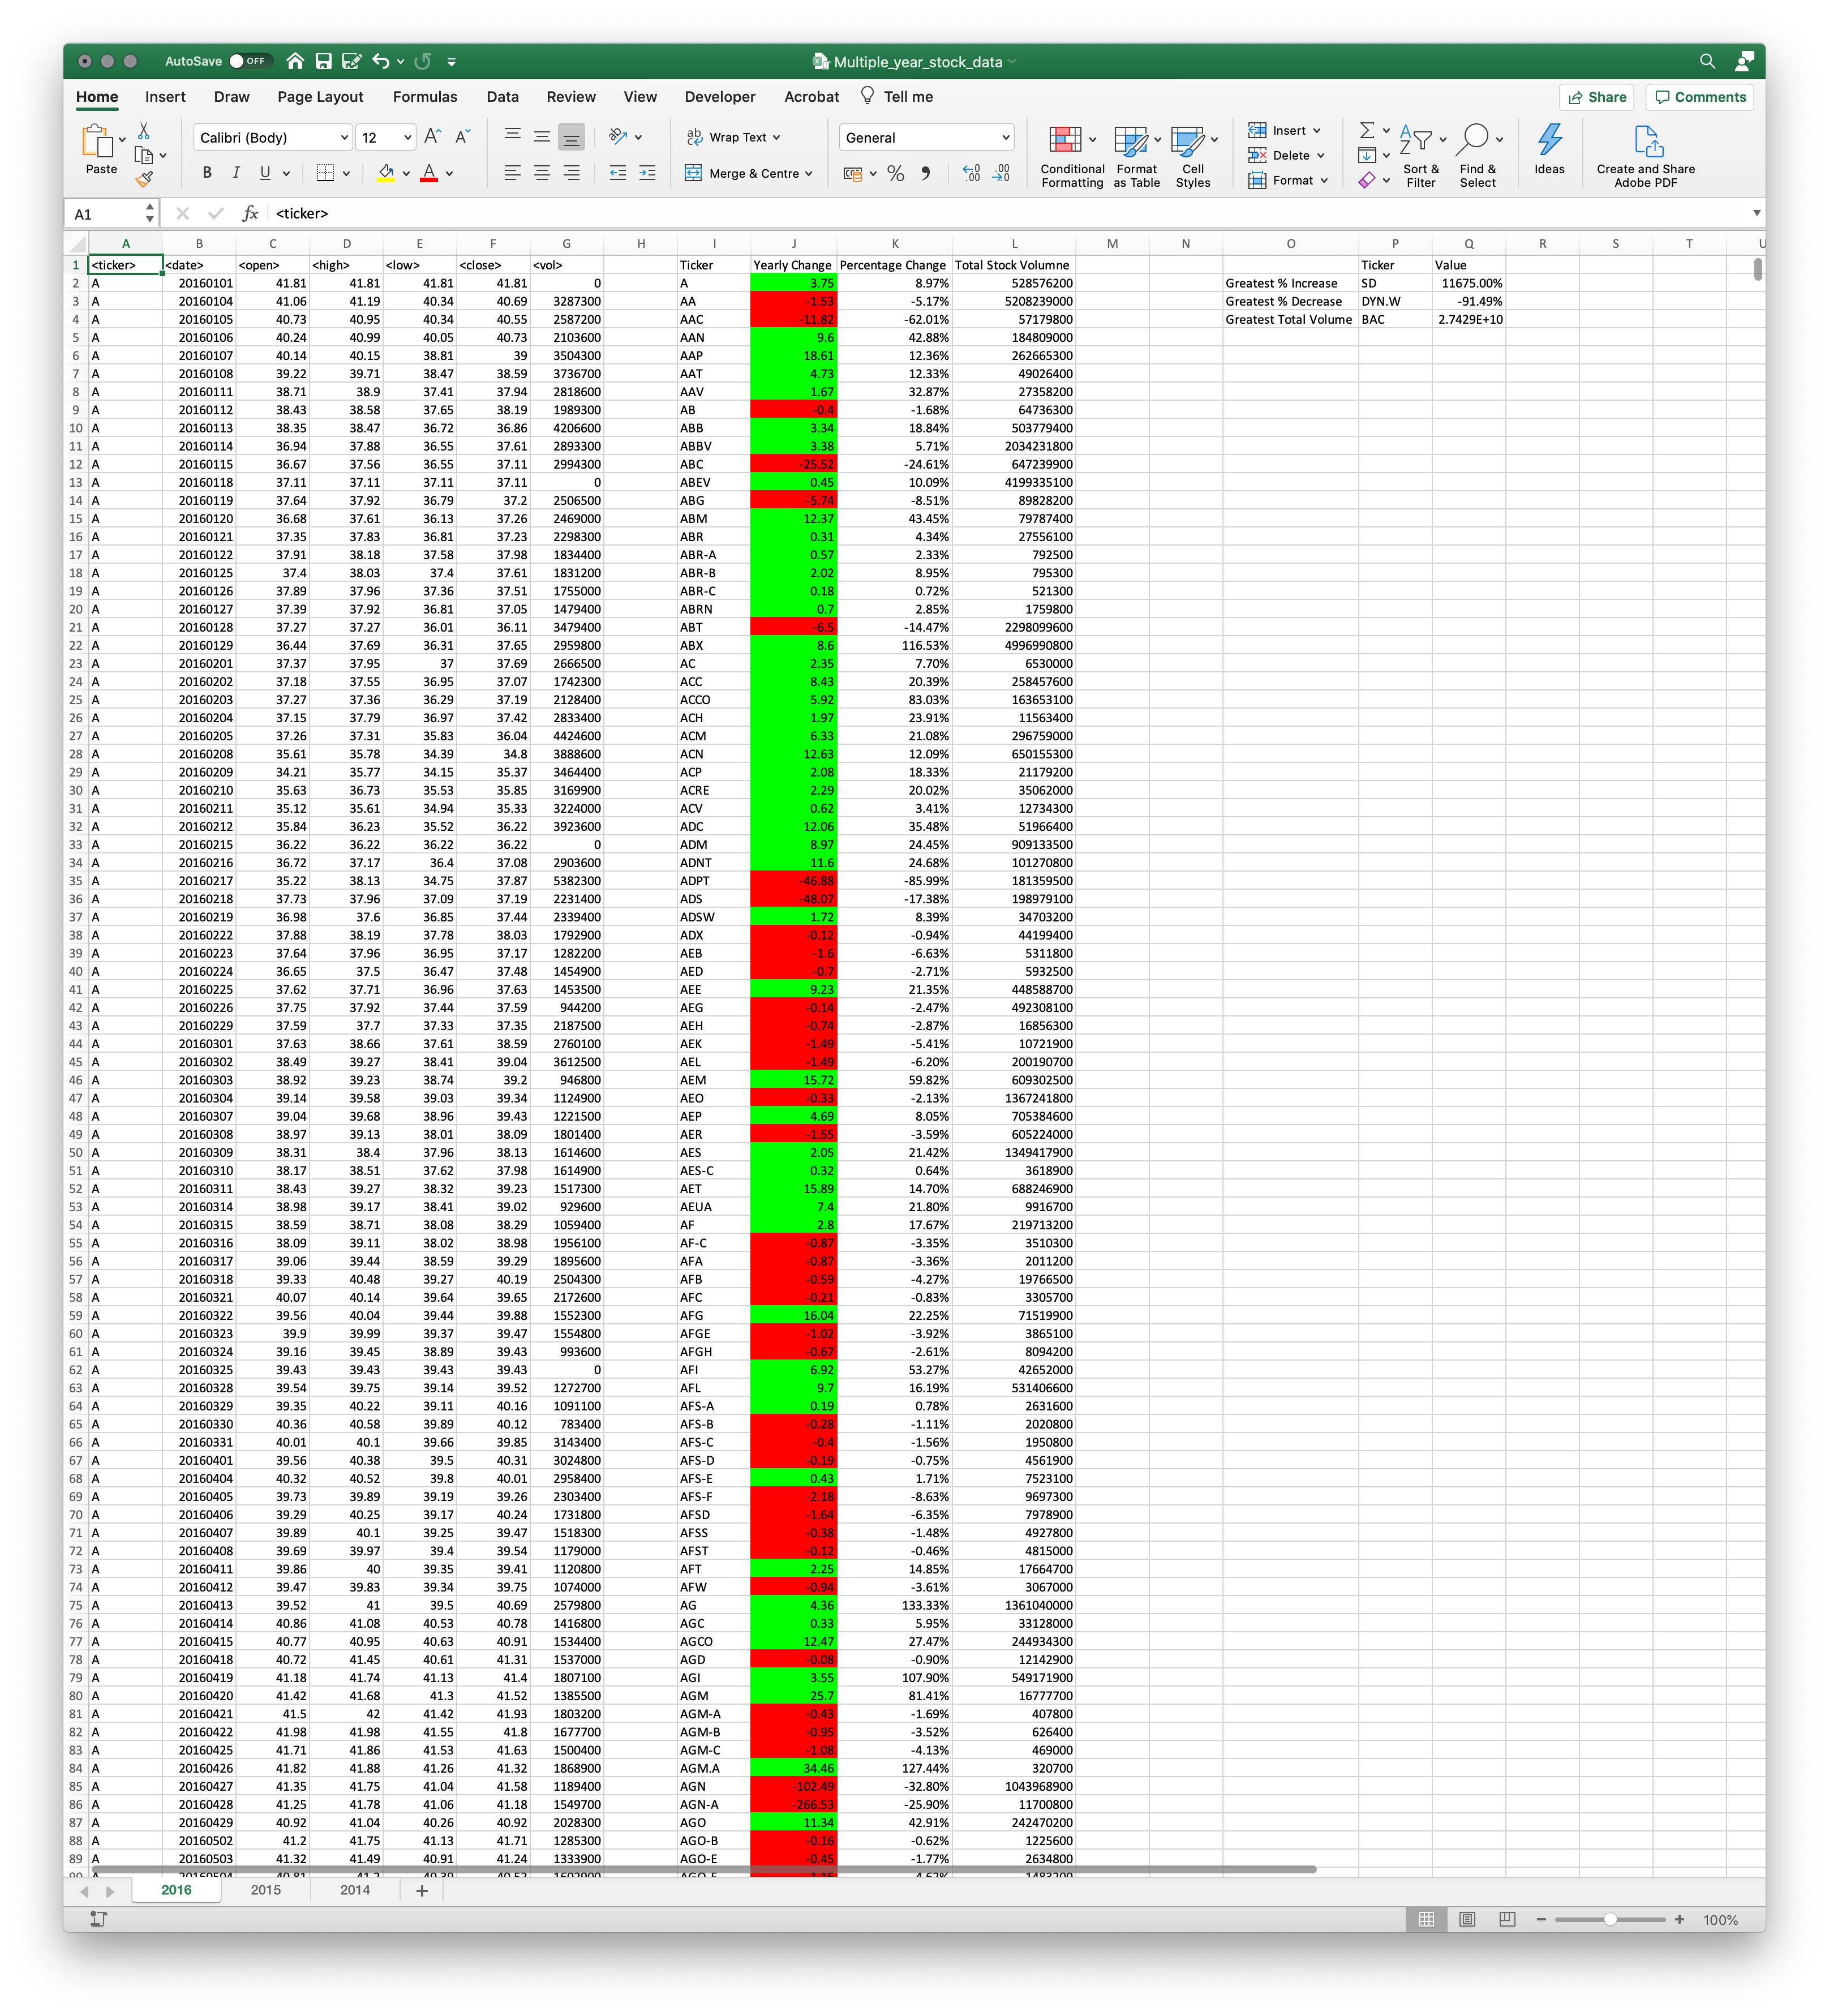 AutoSave OFF Multiple_year_stock_data
Home Insert Draw Page Layout Formulas Data Review View Developer Acrobat Tell me Share Comments
Paste Calibri (Body) 12 Wrap Text General Conditional Formatting Format as Table Cell Styles Insert Sort & Filter Find & Select Ideas Create and Share Adobe PDF
B I U Merge & Centre Delete
Format
A1 fx <ticker>
A B C D E F G H I J K L M N O P Q R S T U
1 <ticker> <date> <open> <high> <low> <close> <vol> Ticker Yearly Change Percentage Change Total Stock Volumne Ticker Value
2 A 20160101 41.81 41.81 41.81 41.81 0 A 3.75 8.97% 528576200 Greatest % Increase SD 11675.00%
3 A 20160104 41.06 41.19 40.34 40.69 3287300 AA -1.53 -5.17% 5208239000 Greatest % Decrease DYN.W -91.49%
4 A 20160105 40.73 40.95 40.34 40.55 2587200 AAC -11.82 -62.01% 57179800 Greatest Total Volume BAC 2.7429E+10
5 A 20160106 40.24 40.99 40.05 40.73 2103600 AAN 9.6 42.88% 184809000
6 A 20160107 40.14 40.15 38.81 39 3504300 AAP 18.61 12.36% 262665300
7 A 20160108 39.22 39.71 38.47 38.59 3736700 AAT 4.73 12.33% 49026400
8 A 20160111 38.71 38.9 37.41 37.94 2818600 AAV 1.67 32.87% 27358200
9 A 20160112 38.43 38.58 37.65 38.19 1989300 AB -0.4 -1.68% 64736300
10 A 20160113 38.35 38.47 36.72 36.86 4206600 ABB 3.34 18.84% 503779400
11 A 20160114 36.94 37.88 36.55 37.61 2893300 ABBV 3.38 5.71% 2034231800
12 A 20160115 36.67 37.56 36.55 37.11 2994300 ABC -25.52 -24.61% 647239900
13 A 20160118 37.11 37.11 37.11 37.11 0 ABEV 0.45 10.09% 4199335100
14 A 20160119 37.64 37.92 36.79 37.2 2506500 ABG -5.74 -8.51% 89828200
15 A 20160120 36.68 37.61 36.13 37.26 2469000 ABM 12.37 43.45% 79787400
16 A 20160121 37.35 37.83 36.81 37.23 2298300 ABR 0.31 4.34% 27556100
17 A 20160122 37.91 38.18 37.58 37.98 1834400 ABR-A 0.57 2.33% 792500
18 A 20160125 37.4 38.03 37.4 37.61 1831200 ABR-B 2.02 8.95% 795300
19 A 20160126 37.89 37.96 37.36 37.51 1755000 ABR-C 0.18 0.72% 521300
20 A 20160127 37.39 37.92 36.81 37.05 1479400 ABRN 0.7 2.85% 1759800
21 A 20160128 37.27 37.27 36.01 36.11 3479400 ABT -6.5 -14.47% 2298099600
22 A 20160129 36.44 37.69 36.31 37.65 2959800 ABX 8.6 116.53% 4996990800
23 A 20160201 37.37 37.95 37 37.69 2666500 AC 2.35 7.70% 6530000
24 A 20160202 37.18 37.55 36.95 37.07 1742300 ACC 8.43 20.39% 258457600
25 A 20160203 37.27 37.36 36.29 37.19 2128400 ACCO 5.92 83.03% 163653100
26 A 20160204 37.15 37.79 36.97 37.42 2833400 ACH 1.97 23.91% 11563400
27 A 20160205 37.26 37.31 35.83 36.04 4424600 ACM 6.33 21.08% 296759000
28 A 20160208 35.61 35.78 34.39 34.8 3888600 ACN 12.63 12.09% 650155300
29 A 20160209 34.21 35.77 34.15 35.37 3464400 ACP 2.08 18.33% 21179200
30 A 20160210 35.63 36.73 35.53 35.85 3169900 ACRE 2.29 20.02% 35062000
31 A 20160211 35.12 35.61 34.94 35.33 3224000 ACV 0.62 3.41% 12734300
32 A 20160212 35.84 36.23 35.52 36.22 3923600 ADC 12.06 35.48% 51966400
33 A 20160215 36.22 36.22 36.22 36.22 0 ADM 8.97 24.45% 909133500
34 A 20160216 36.72 37.17 36.4 37.08 2903600 ADNT 11.6 24.68% 101270800
35 A 20160217 35.22 38.13 34.75 37.87 5382300 ADPT -46.88 -85.99% 181359500
36 A 20160218 37.73 37.96 37.09 37.19 2231400 ADS -48.07 -17.38% 198979100
37 A 20160219 36.98 37.6 36.85 37.44 2339400 ADSW 1.72 8.39% 34703200
38 A 20160222 37.88 38.19 37.78 38.03 1792900 ADX -0.12 -0.94% 44199400
39 A 20160223 37.64 37.96 36.95 37.17 1282200 AEB -1.6 -6.63% 5311800
40 A 20160224 36.65 37.5 36.47 37.48 1454900 AED -0.7 -2.71% 5932500
41 A 20160225 37.62 37.71 36.96 37.63 1453500 AEE 9.23 21.35% 448588700
42 A 20160226 37.75 37.92 37.44 37.59 944200 AEG -0.14 -2.47% 492308100
43 A 20160229 37.59 37.7 37.33 37.35 2187500 AEH -0.74 -2.87% 16856300
44 A 20160301 37.63 38.66 37.61 38.59 2760100 AEK -1.49 -5.41% 10721900
45 A 20160302 38.49 39.27 38.41 39.04 3612500 AEL -1.49 -6.20% 200190700
46 A 20160303 38.92 39.23 38.74 39.2 946800 AEM 15.72 59.82% 609302500
47 A 20160304 39.14 39.58 39.03 39.34 1124900 AEO -0.33 -2.13% 1367241800
48 A 20160307 39.04 39.68 38.96 39.43 1221500 AEP 4.69 8.05% 705384600
49 A 20160308 38.97 39.13 38.01 38.09 1801400 AER -1.55 -3.59% 605224000
50 A 20160309 38.31 38.4 37.96 38.13 1614600 AES 2.05 21.42% 1349417900
51 A 20160310 38.17 38.51 37.62 37.98 1614900 AES-C 0.32 0.64% 3618900
52 A 20160311 38.43 39.27 38.32 39.23 1517300 AET 15.89 14.70% 688246900
53 A 20160314 38.98 39.17 38.41 39.02 929600 AEUA 7.4 21.80% 9916700
54 A 20160315 38.59 38.71 38.08 38.29 1059400 AF 2.8 17.67% 219713200
55 A 20160316 38.09 39.11 38.02 38.98 1956100 AF-C -0.87 -3.35% 3510300
56 A 20160317 39.06 39.44 38.59 39.29 1895600 AFA -0.87 -3.36% 2011200
57 A 20160318 39.33 40.48 39.27 40.19 2504300 AFB -0.59 -4.27% 19766500
58 A 20160321 40.07 40.14 39.64 39.65 2172600 AFC -0.21 -0.83% 3305700
59 A 20160322 39.56 40.04 39.44 39.88 1552300 AFG 16.04 22.25% 71519900
60 A 20160323 39.9 39.99 39.37 39.47 1554800 AFGE -1.02 -3.92% 3865100
61 A 20160324 39.16 39.45 38.89 39.43 993600 AFGH -0.67 -2.61% 8094200
62 A 20160325 39.43 39.43 39.43 39.43 0 AFI 6.92 53.27% 42652000
63 A 20160328 39.54 39.75 39.14 39.52 1272700 AFL 9.7 16.19% 531406600
64 A 20160329 39.35 40.22 39.11 40.16 1091100 AFS-A 0.19 0.78% 2631600
65 A 20160330 40.36 40.58 39.89 40.12 783400 AFS-B -0.28 -1.11% 2020800
66 A 20160331 40.01 40.1 39.66 39.85 3143400 AFS-C -0.4 -1.56% 1950800
67 A 20160401 39.56 40.38 39.5 40.31 3024800 AFS-D -0.19 -0.75% 4561900
68 A 20160404 40.32 40.52 39.8 40.01 2958400 AFS-E 0.43 1.71% 7523100
69 A 20160405 39.73 39.89 39.19 39.26 2303400 AFS-F -2.18 -8.63% 9697300
70 A 20160406 39.29 40.25 39.17 40.24 1731800 AFSD -1.64 -6.35% 7978900
71 A 20160407 39.89 40.1 39.25 39.47 1518300 AFSS -0.38 -1.48% 4927800
72 A 20160408 39.69 39.97 39.4 39.54 1179000 AFST -0.12 -0.46% 4815000
73 A 20160411 39.86 40 39.35 39.41 1120800 AFT 2.25 14.85% 17664700
74 A 20160412 39.47 39.83 39.34 39.75 1074000 AFW -0.94 -3.61% 3067000
75 A 20160413 39.52 41 39.5 40.69 2579800 AG 4.36 133.33% 1361040000
76 A 20160414 40.86 41.08 40.53 40.78 1416800 AGC 0.33 5.95% 33128000
77 A 20160415 40.77 40.95 40.63 40.91 1534400 AGCO 12.47 27.47% 244934300
78 A 20160418 40.72 41.45 40.61 41.31 1537000 AGD -0.08 -0.90% 12142900
79 A 20160419 41.18 41.74 41.13 41.4 1807100 AGI 3.55 107.90% 549171900
80 A 20160420 41.42 41.68 41.3 41.52 1385500 AGM 25.7 81.41% 16777700
81 A 20160421 41.5 42 41.42 41.93 1803200 AGM-A -0.43 -1.69% 407800
82 A 20160422 41.98 41.98 41.55 41.8 1677700 AGM-B -0.95 -3.52% 626400
83 A 20160425 41.71 41.86 41.53 41.63 1500400 AGM-C -1.08 -4.13% 469000
84 A 20160426 41.82 41.88 41.26 41.32 1868900 AGM.A 34.46 127.44% 320700
85 A 20160427 41.35 41.75 41.04 41.58 1189400 AGN -102.49 -32.80% 1043968900
86 A 20160428 41.25 41.78 41.06 41.18 1549700 AGN-A -266.53 -25.90% 11700800
87 A 20160429 40.92 41.04 40.26 40.92 2028300 AGO 11.34 42.91% 242470200
88 A 20160502 41.2 41.75 41.13 41.71 1285300 AGO-B -0.16 -0.62% 1225600
89 A 20160503 41.32 41.49 40.91 41.24 1333900 AGO-E -0.45 -1.77% 2634800
2016 2015 2014 +
100%